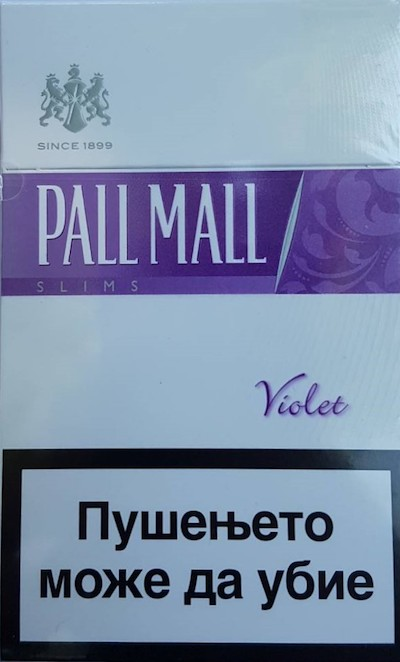 SINCE 1899
PALL MALL
SLIMS
Violet
Пушењето
може да убие